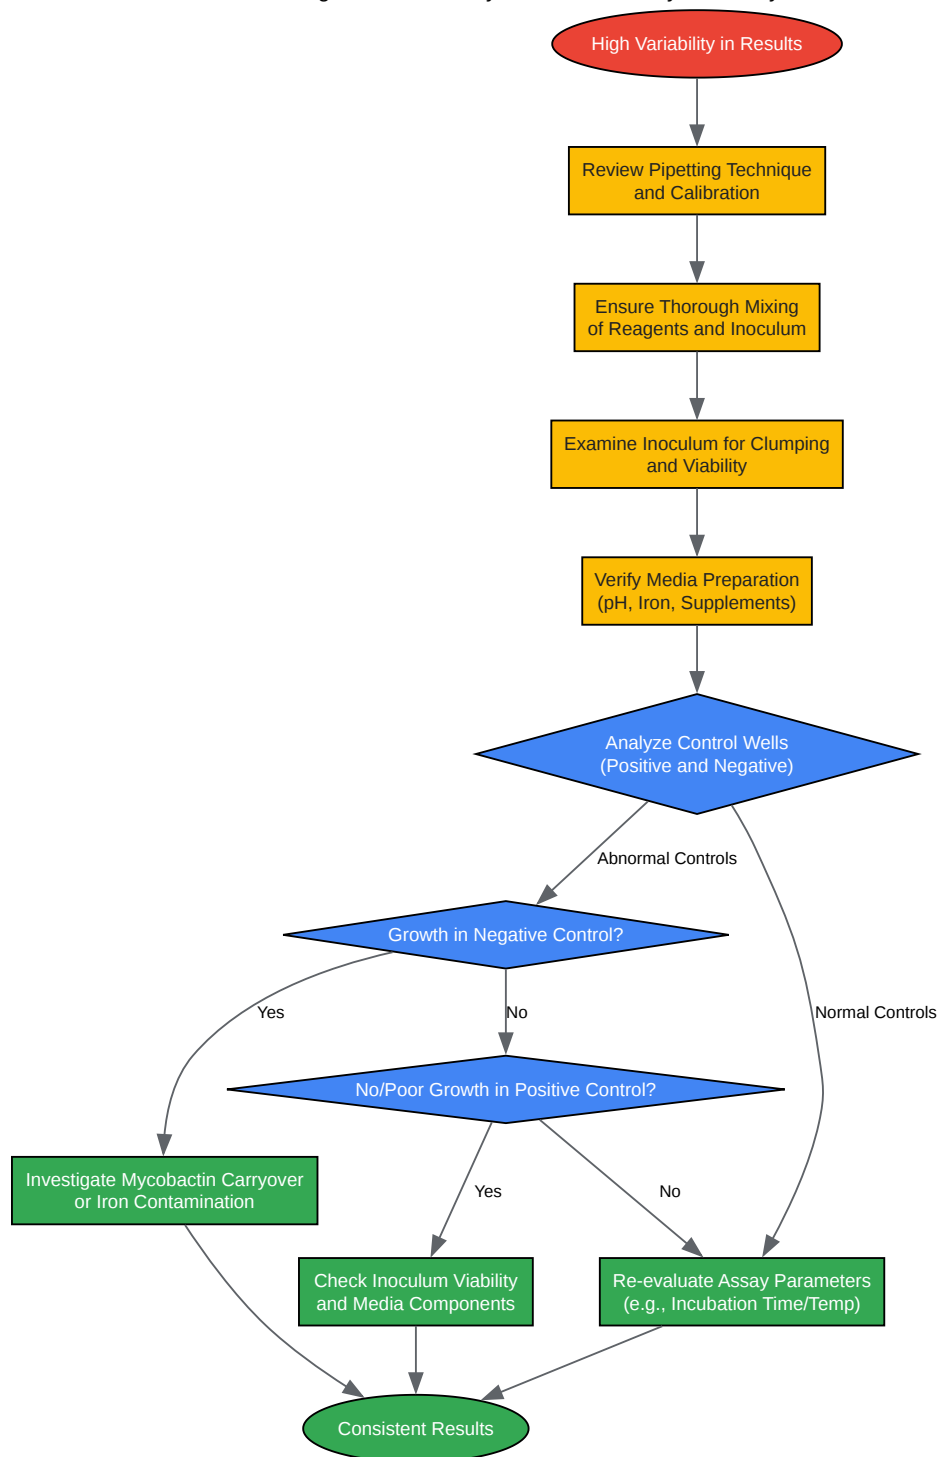 High Variability in Results
Review Pipetting Technique
and Calibration
Ensure Thorough Mixing
of Reagents and Inoculum
Examine Inoculum for Clumping
and Viability
Verify Media Preparation
(pH, Iron, Supplements)
Analyze Control Wells
(Positive and Negative)
Abnormal Controls
Growth in Negative Control?
Yes
No
Normal Controls
No/Poor Growth in Positive Control?
Investigate Mycobactin Carryover
or Iron Contamination
Yes
No
Check Inoculum Viability
and Media Components
Re-evaluate Assay Parameters
(e.g., Incubation Time/Temp)
Consistent Results